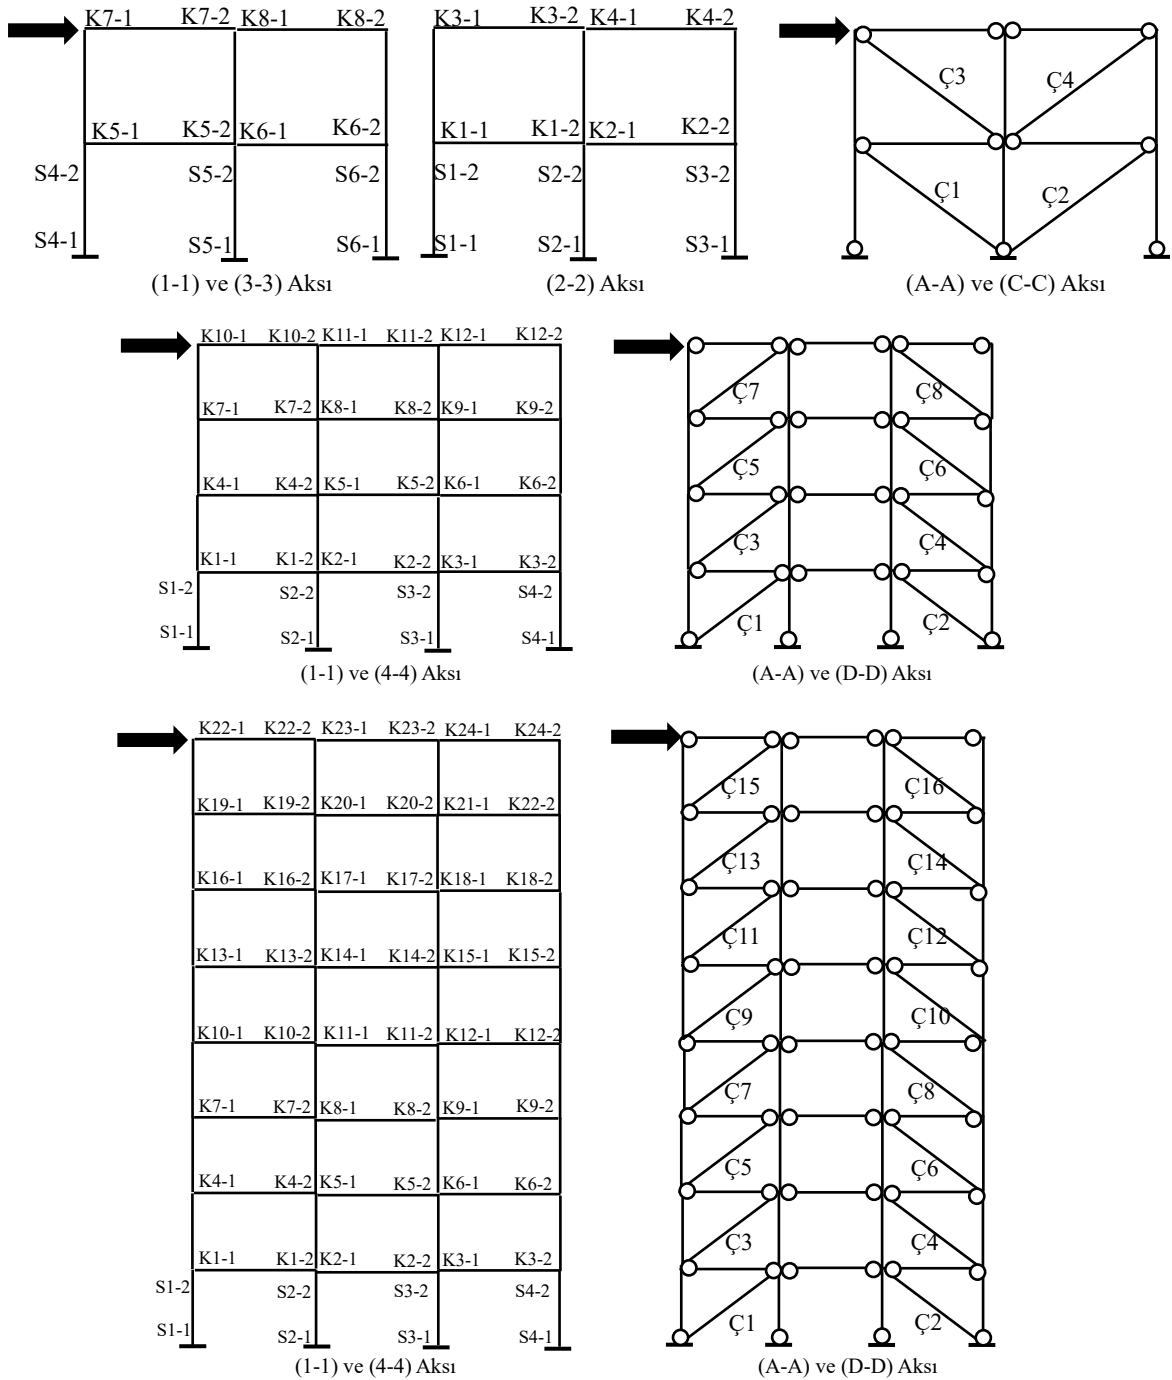 K7-1 K7-2 K8-1 K8-2
K5-1 K5-2 K6-1 K6-2
S4-2 S5-2 S6-2
S4-1 S5-1 S6-1
(1-1) ve (3-3) Aksı
K3-1 K3-2 K4-1 K4-2
K1-1 K1-2 K2-1 K2-2
S1-2 S2-2 S3-2
S1-1 S2-1 S3-1
(2-2) Aksı
Ç3 Ç4
Ç1 Ç2
(A-A) ve (C-C) Aksı
K10-1 K10-2 K11-1 K11-2 K12-1 K12-2
K7-1 K7-2 K8-1 K8-2 K9-1 K9-2
K4-1 K4-2 K5-1 K5-2 K6-1 K6-2
K1-1 K1-2 K2-1 K2-2 K3-1 K3-2
S1-2 S2-2 S3-2 S4-2
S1-1 S2-1 S3-1 S4-1
(1-1) ve (4-4) Aksı
Ç7 Ç8
Ç5 Ç6
Ç3 Ç4
Ç1 Ç2
(A-A) ve (D-D) Aksı
K22-1 K22-2 K23-1 K23-2 K24-1 K24-2
K19-1 K19-2 K20-1 K20-2 K21-1 K22-2
K16-1 K16-2 K17-1 K17-2 K18-1 K18-2
K13-1 K13-2 K14-1 K14-2 K15-1 K15-2
K10-1 K10-2 K11-1 K11-2 K12-1 K12-2
K7-1 K7-2 K8-1 K8-2 K9-1 K9-2
K4-1 K4-2 K5-1 K5-2 K6-1 K6-2
K1-1 K1-2 K2-1 K2-2 K3-1 K3-2
S1-2 S2-2 S3-2 S4-2
S1-1 S2-1 S3-1 S4-1
(1-1) ve (4-4) Aksı
Ç15 Ç16
Ç13 Ç14
Ç11 Ç12
Ç9 Ç10
Ç7 Ç8
Ç5 Ç6
Ç3 Ç4
Ç1 Ç2
(A-A) ve (D-D) Aksı